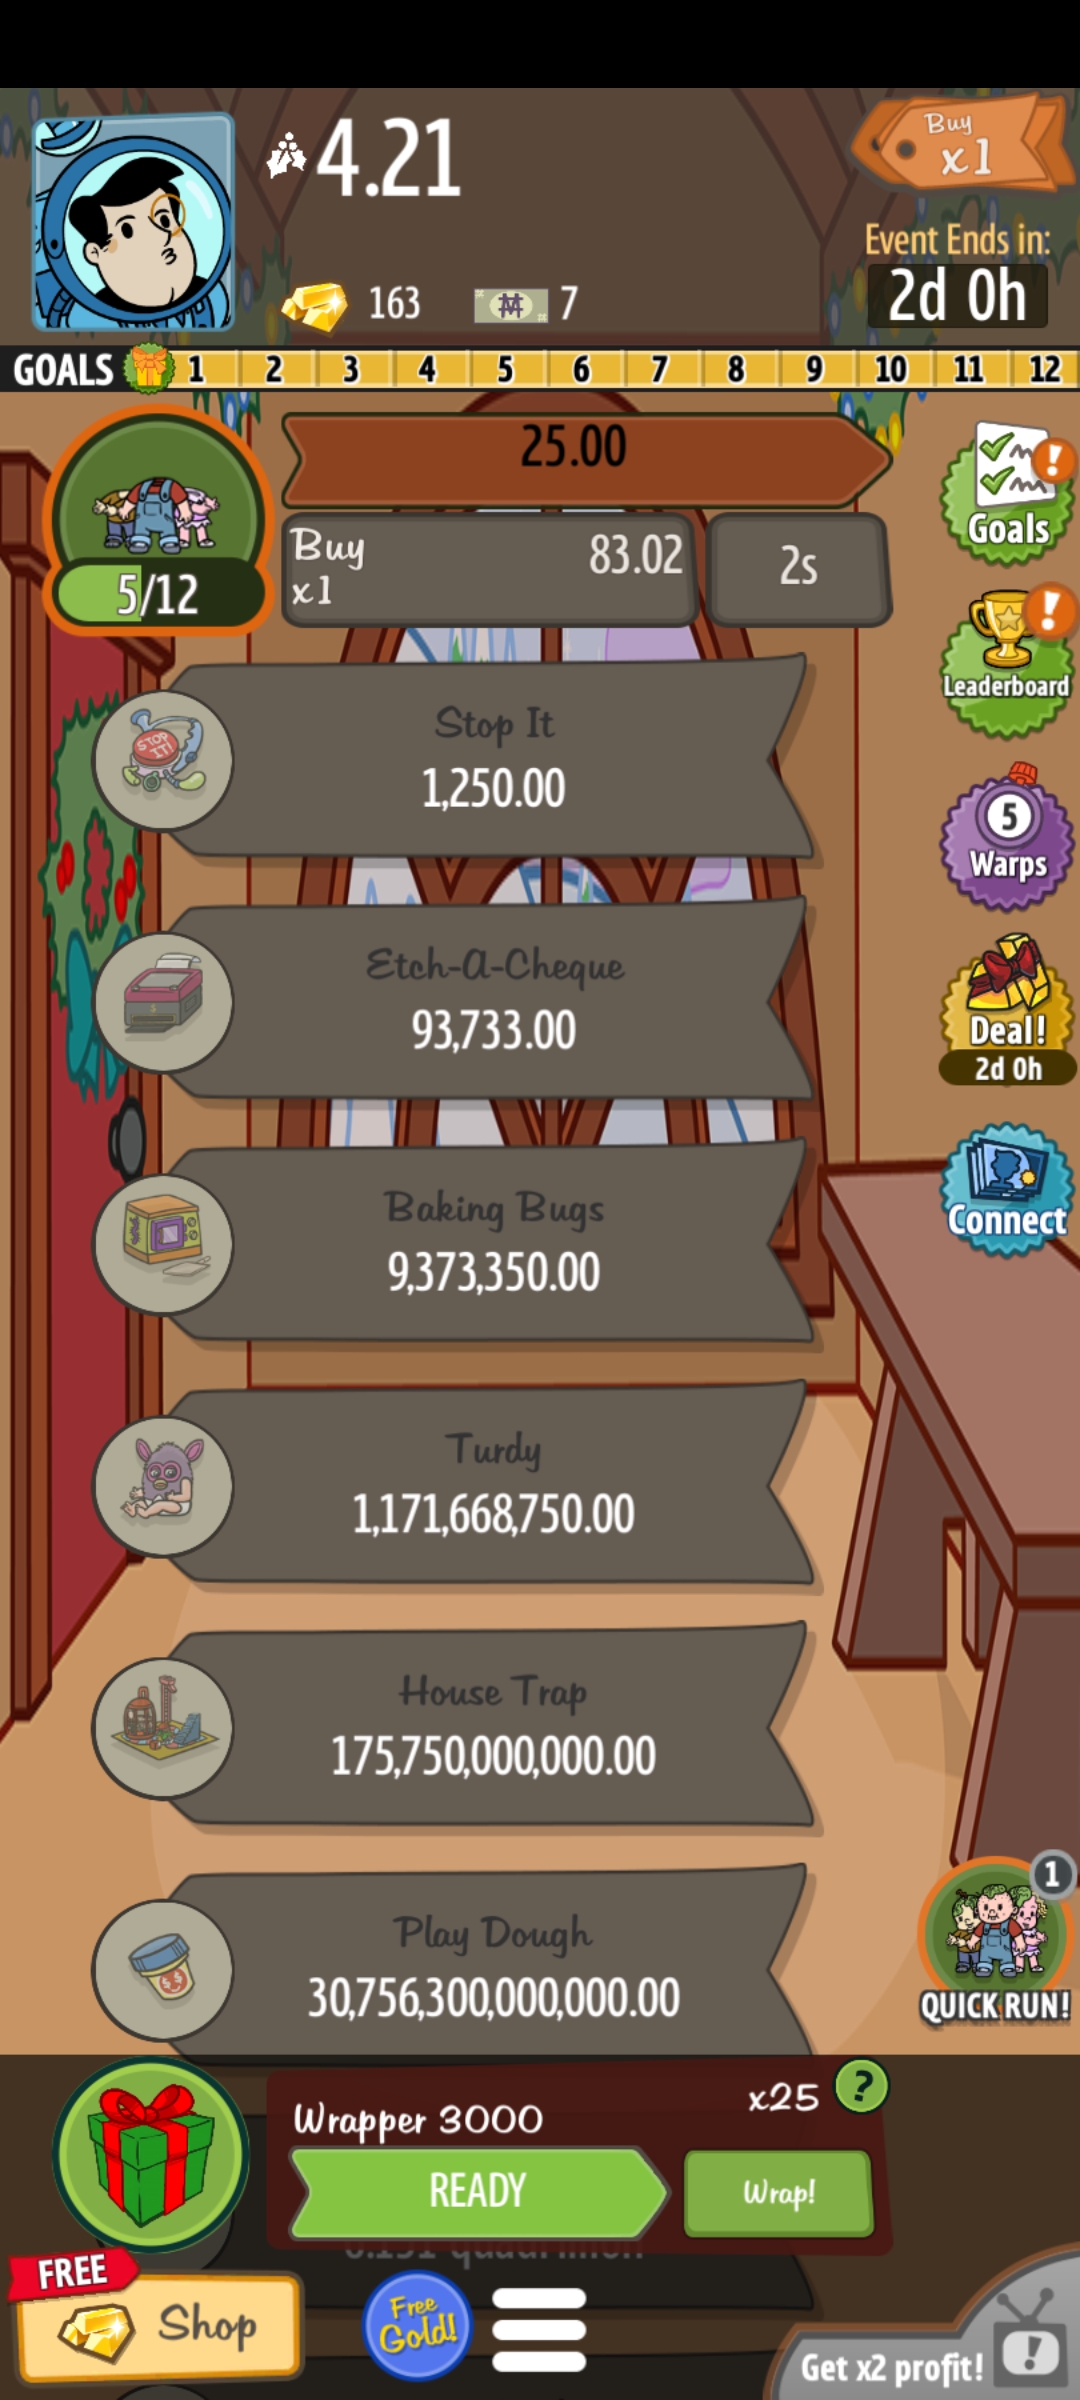 4.21
Buy
x1
Event Ends in:
2d 0h
163
7
GOALS 1 2 3 4 5 6 7 8 9 10 11 12
25.00
5/12
Buy
x1
83.02
2s
Goals
Leaderboard
Stop It
1,250.00
STOP
IT!
5
Warps
Etch-A-Cheque
93,733.00
Deal!
2d 0h
Baking Bugs
9,373,350.00
Connect
Turdy
1,171,668,750.00
House Trap
175,750,000,000.00
Play Dough
30,756,300,000,000.00
1
QUICK RUN!
Wrapper 3000
x25
?
READY
Wrap!
FREE
Shop
Free
Gold!
Get x2 profit!